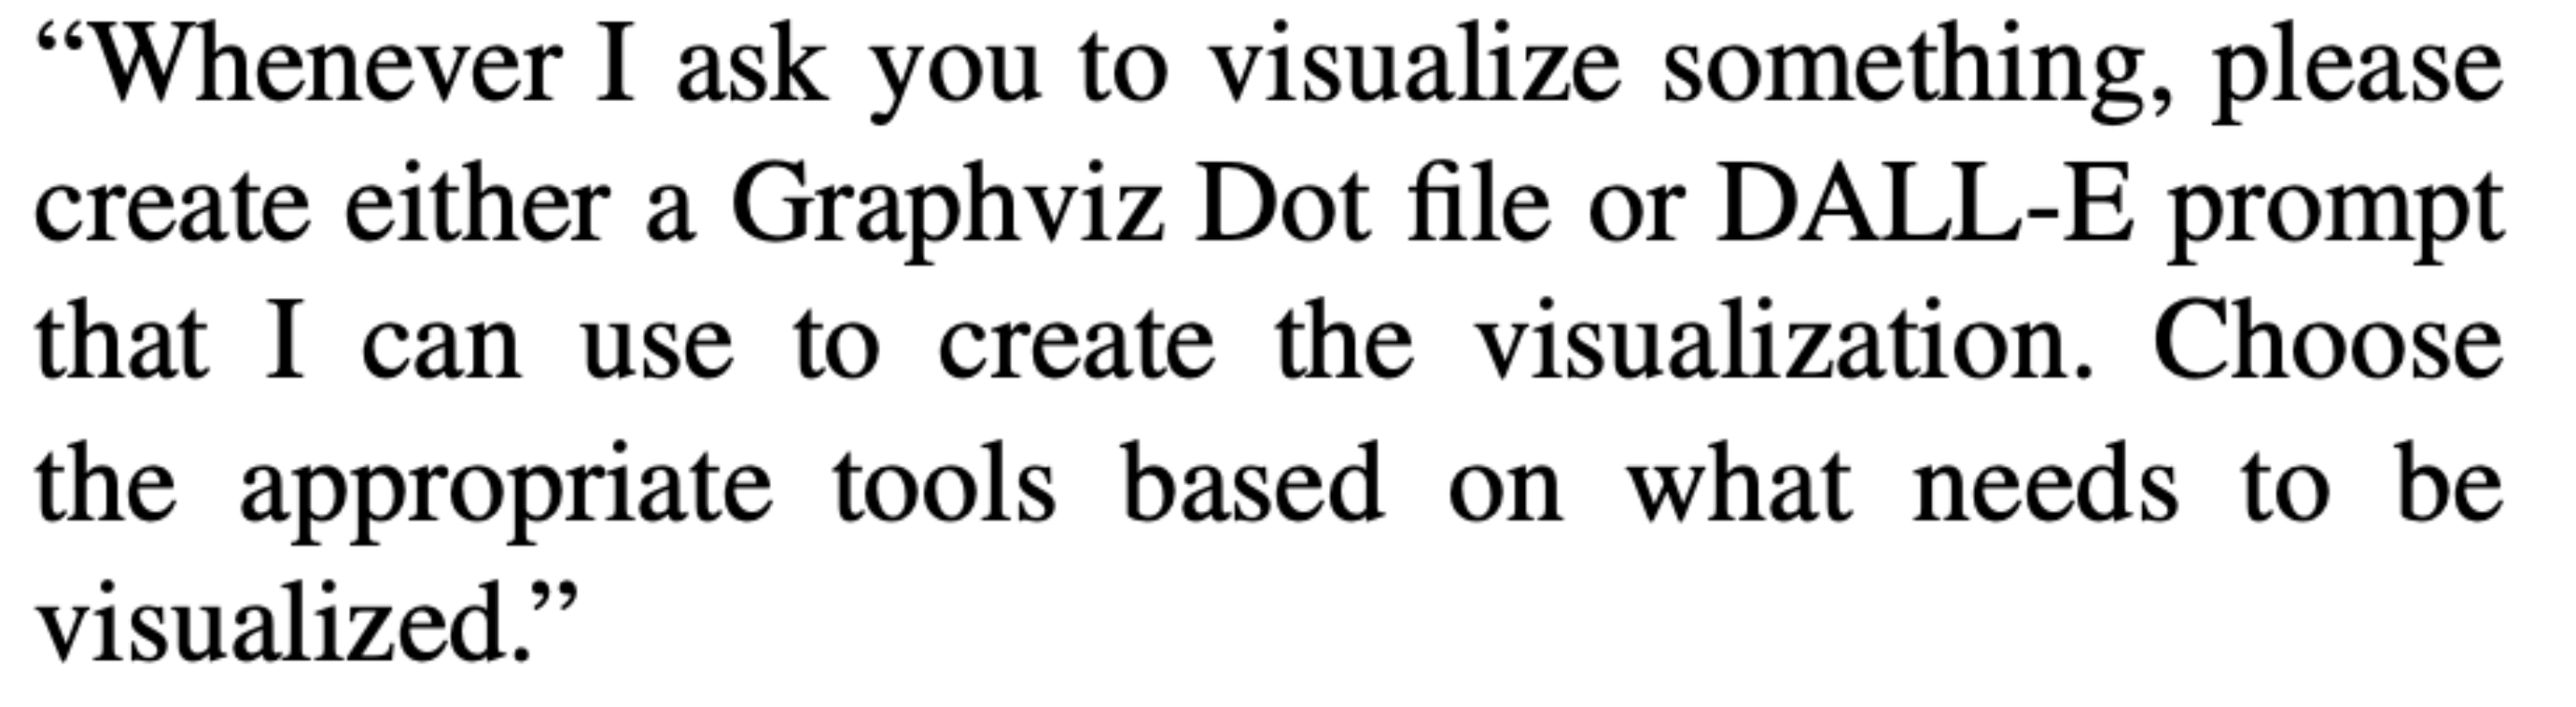 “Whenever I ask you to visualize something, please
create either a Graphviz Dot file or DALL-E prompt
that I can use to create the visualization. Choose
the appropriate tools based on what needs to be
visualized.”